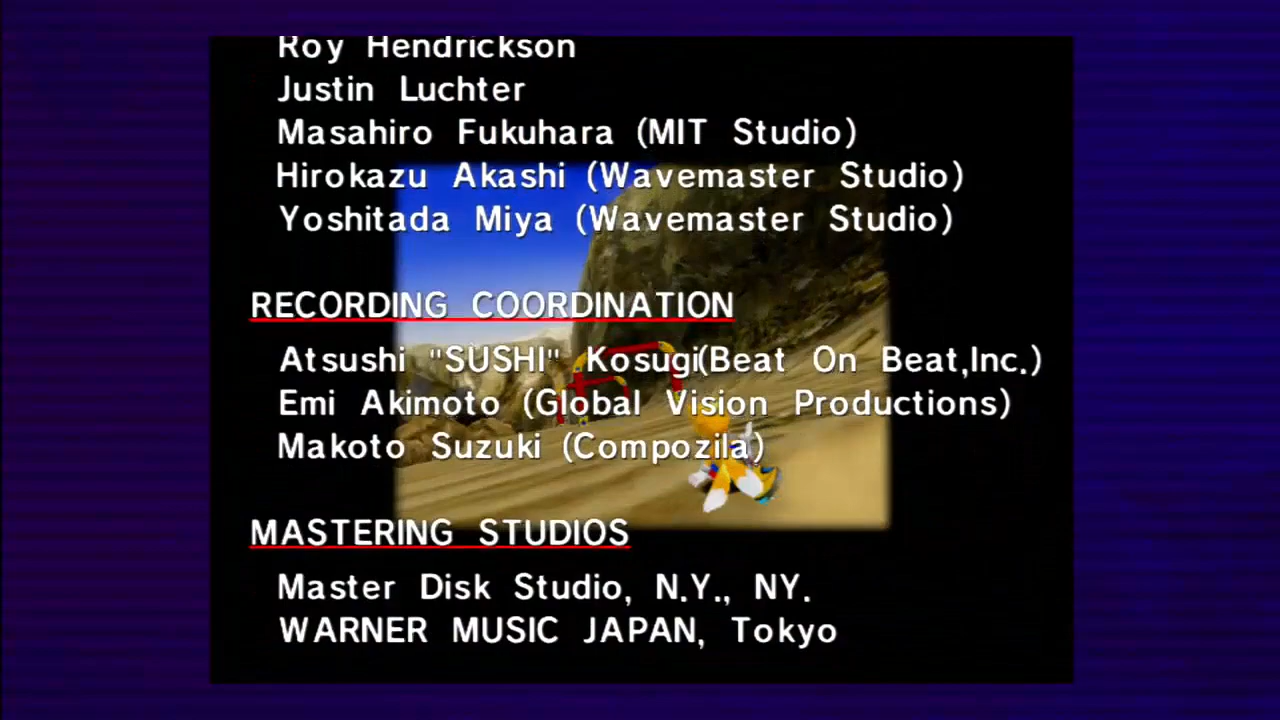 Roy Hendrickson
Justin Luchter
Masahiro Fukuhara (MIT Studio)
Hirokazu Akashi (Wavemaster Studio)
Yoshitada Miya (Wavemaster Studio)
RECORDING COORDINATION
Atsushi "SUSHI" Kosugi(Beat On Beat,Inc.)
Emi Akimoto (Global Vision Productions)
Makoto Suzuki (Compozila)
MASTERING STUDIOS
Master Disk Studio, N.Y., NY.
WARNER MUSIC JAPAN, Tokyo